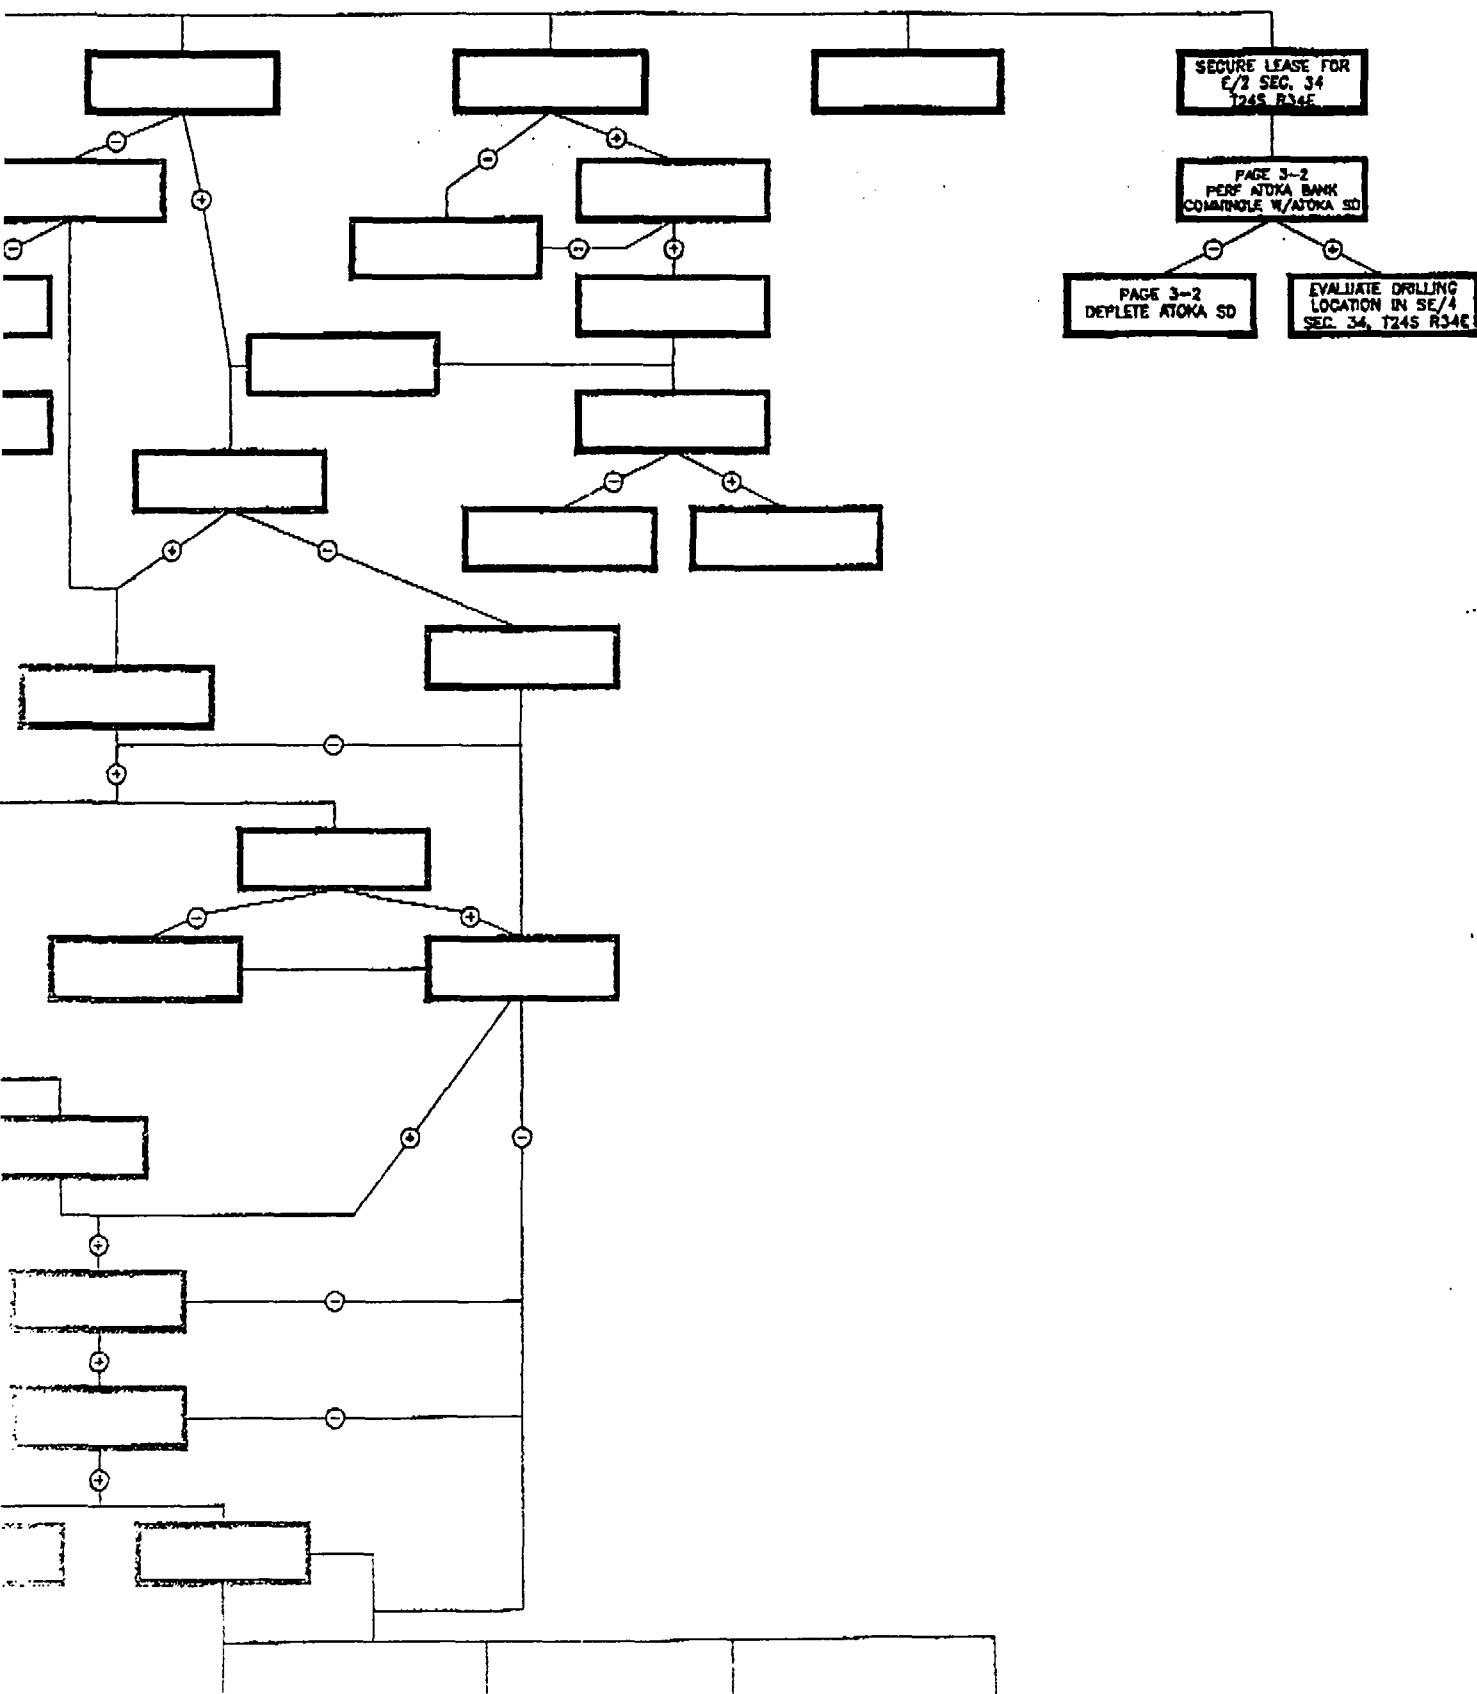 SECURE LEASE FOR
E/2 SEC. 34
T24S R34E
PAGE 3-2
PERF ATOKA BANK
COMMINGLE W/ATOKA SD
PAGE 3-2
DEPLETE ATOKA SD
EVALUATE DRILLING
LOCATION IN SE/4
SEC. 34, T24S R34E